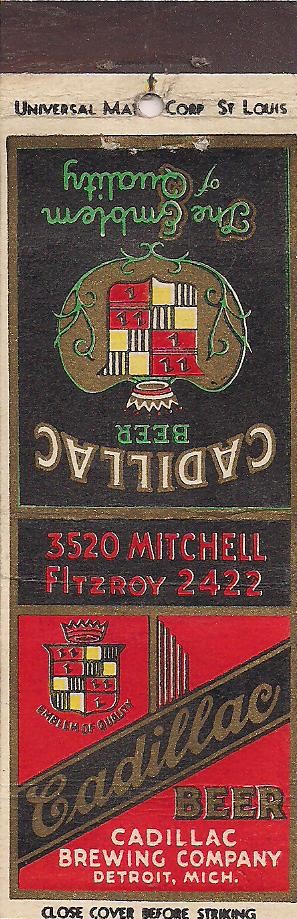 UNIVERSAL MA CORP ST LOUIS
The Emblem
of Quality
BEER
CADILLAC
3520 MITCHELL
FITZROY 2422
EMBLEM OF QUALITY
Cadillac
BEER
CADILLAC
BREWING COMPANY
DETROIT, MICH.
CLOSE COVER BEFORE STRIKING